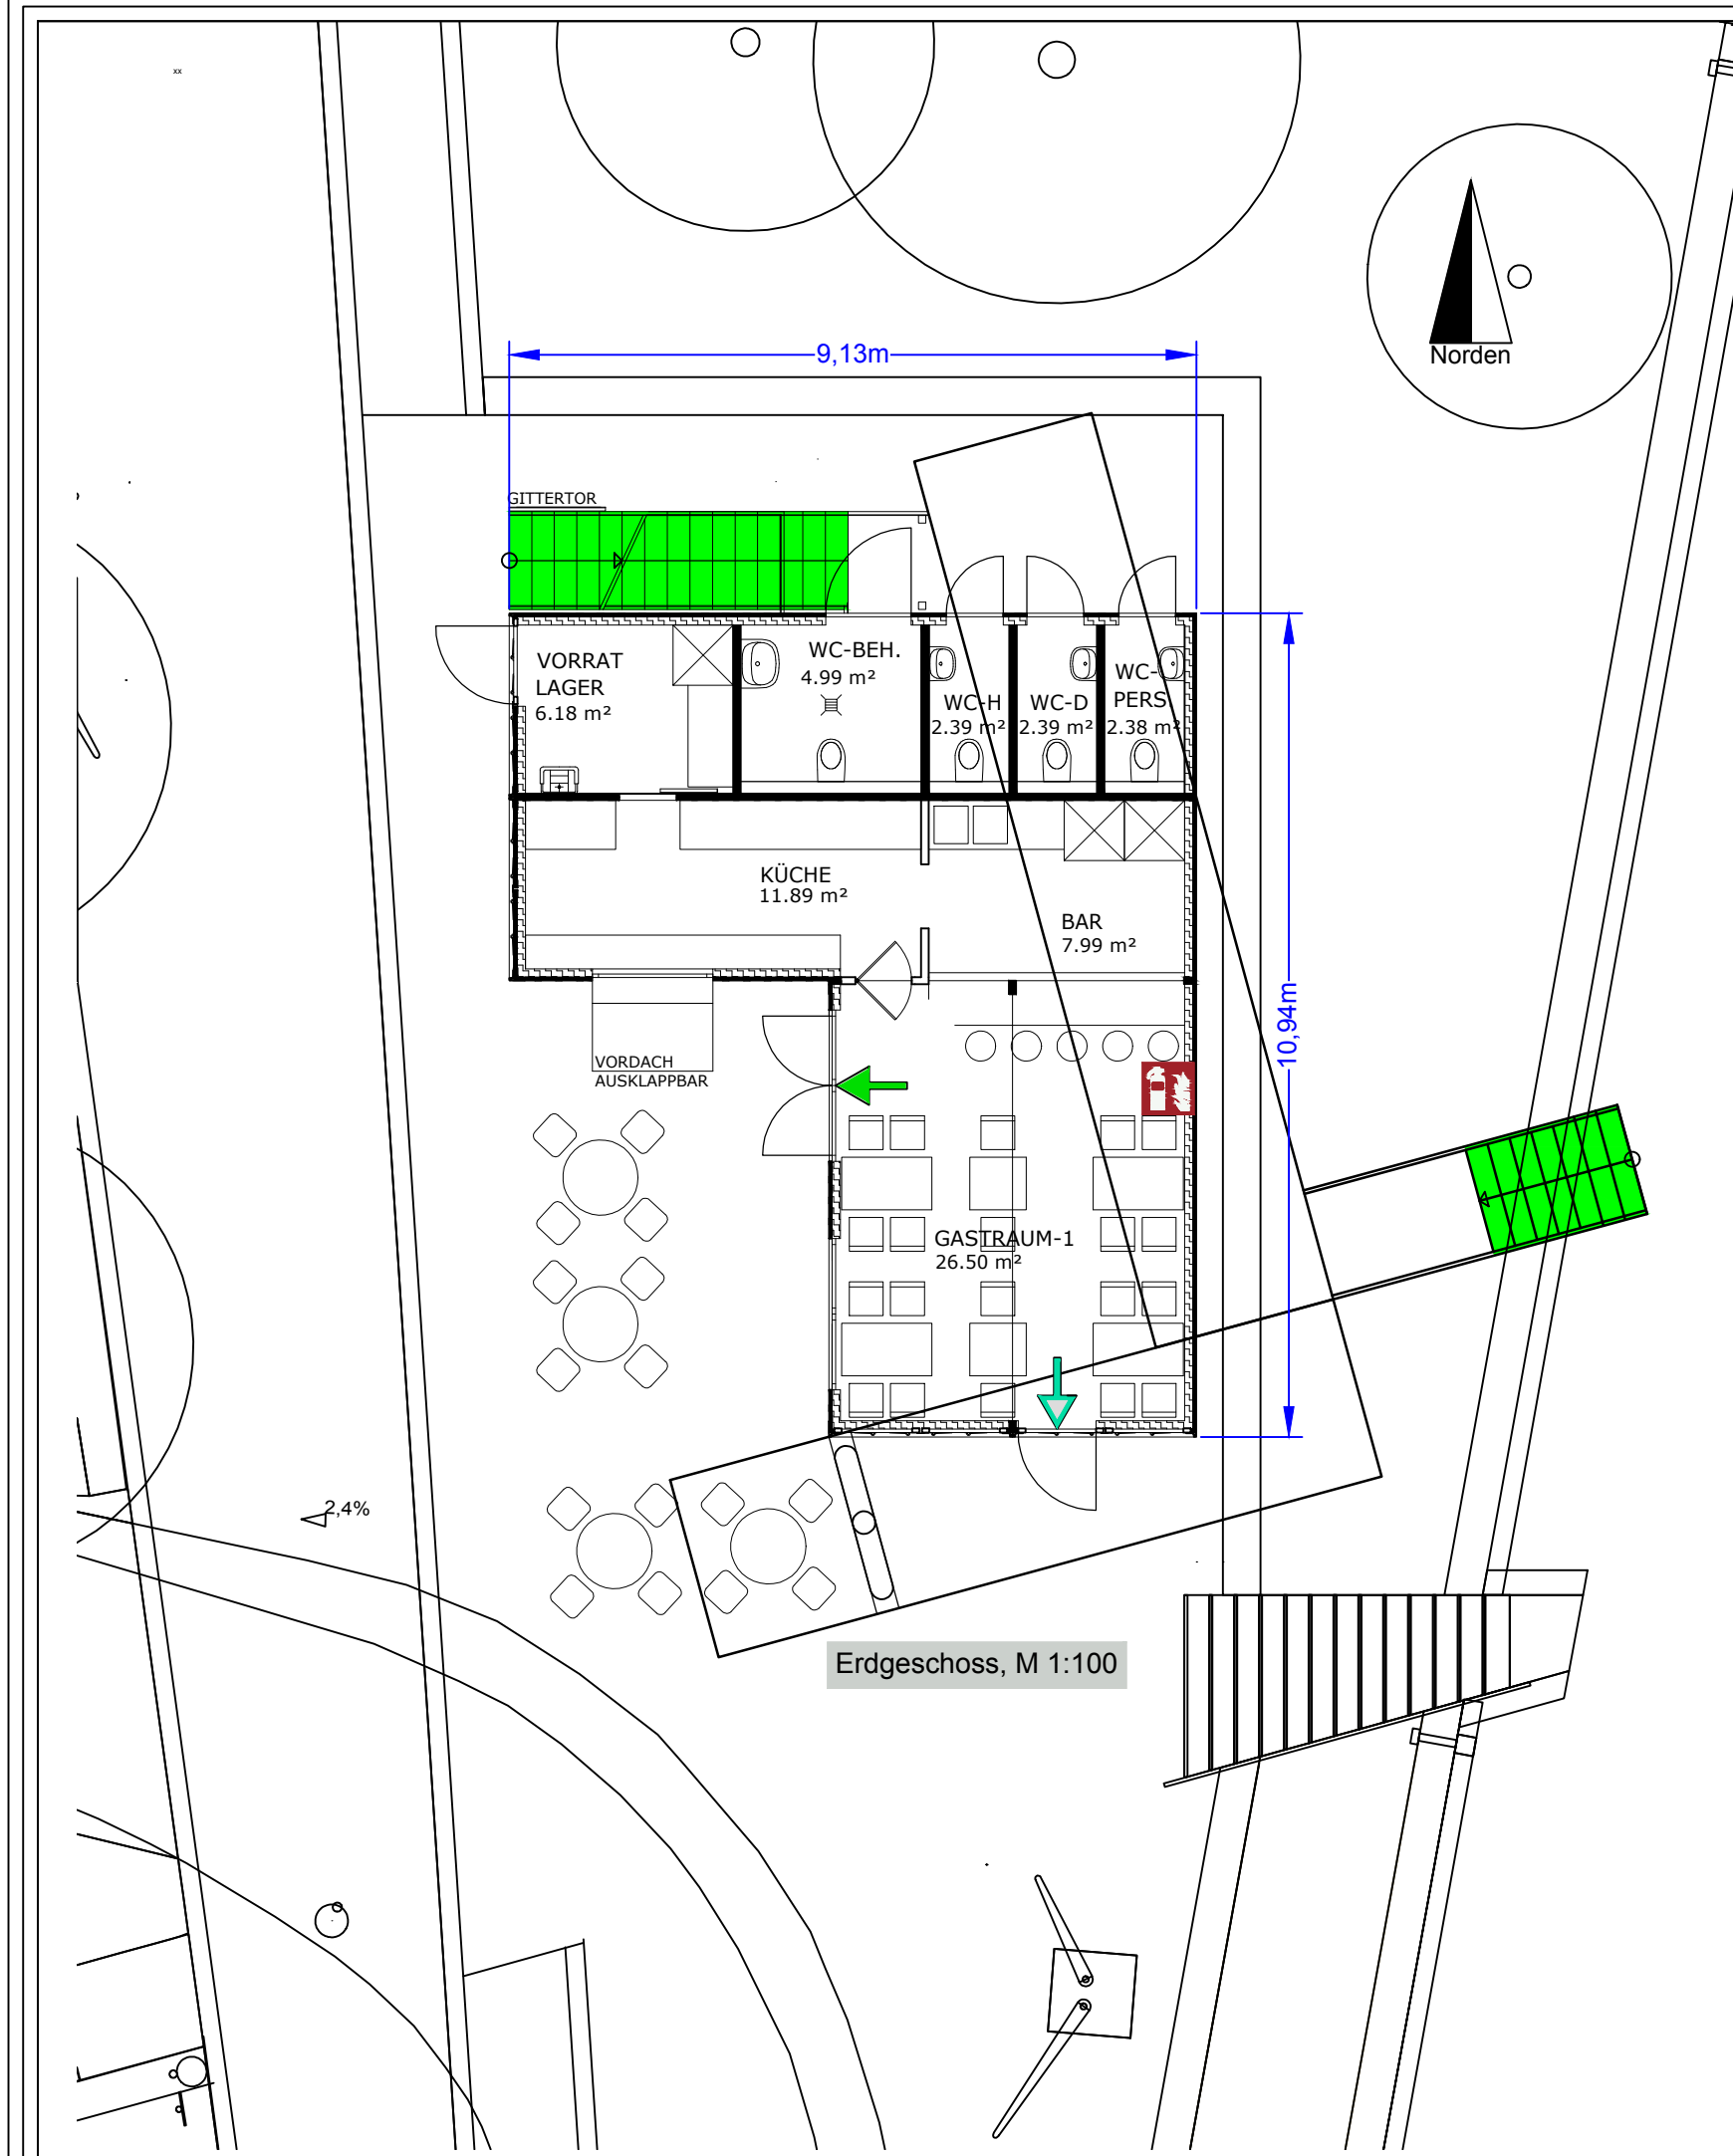 xx
Norden
9,13m
GITTERTOR
VORRAT
LAGER
6.18 m²
WC-BEH.
4.99 m²
WC-H
2.39 m²
WC-D
2.39 m²
WC-
PERS.
2.38 m²
KÜCHE
11.89 m²
BAR
7.99 m²
10,94m
VORDACH
AUSKLAPPBAR
GASTRAUM-1
26.50 m²
2,4%
Erdgeschoss, M 1:100